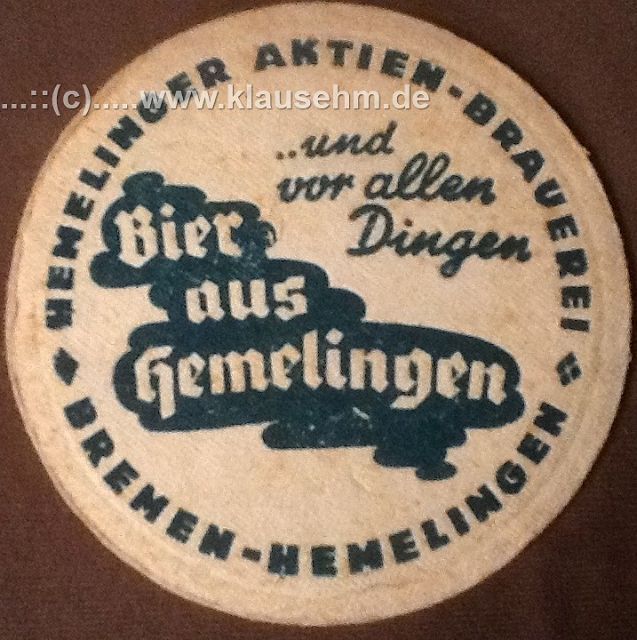 HEMELINGER AKTIEN-BRAUEREI
...::(c).....www.klausehm.de
..und
vor allen
Dingen
Bier
aus
Hemelingen
BREMEN-HEMELINGEN